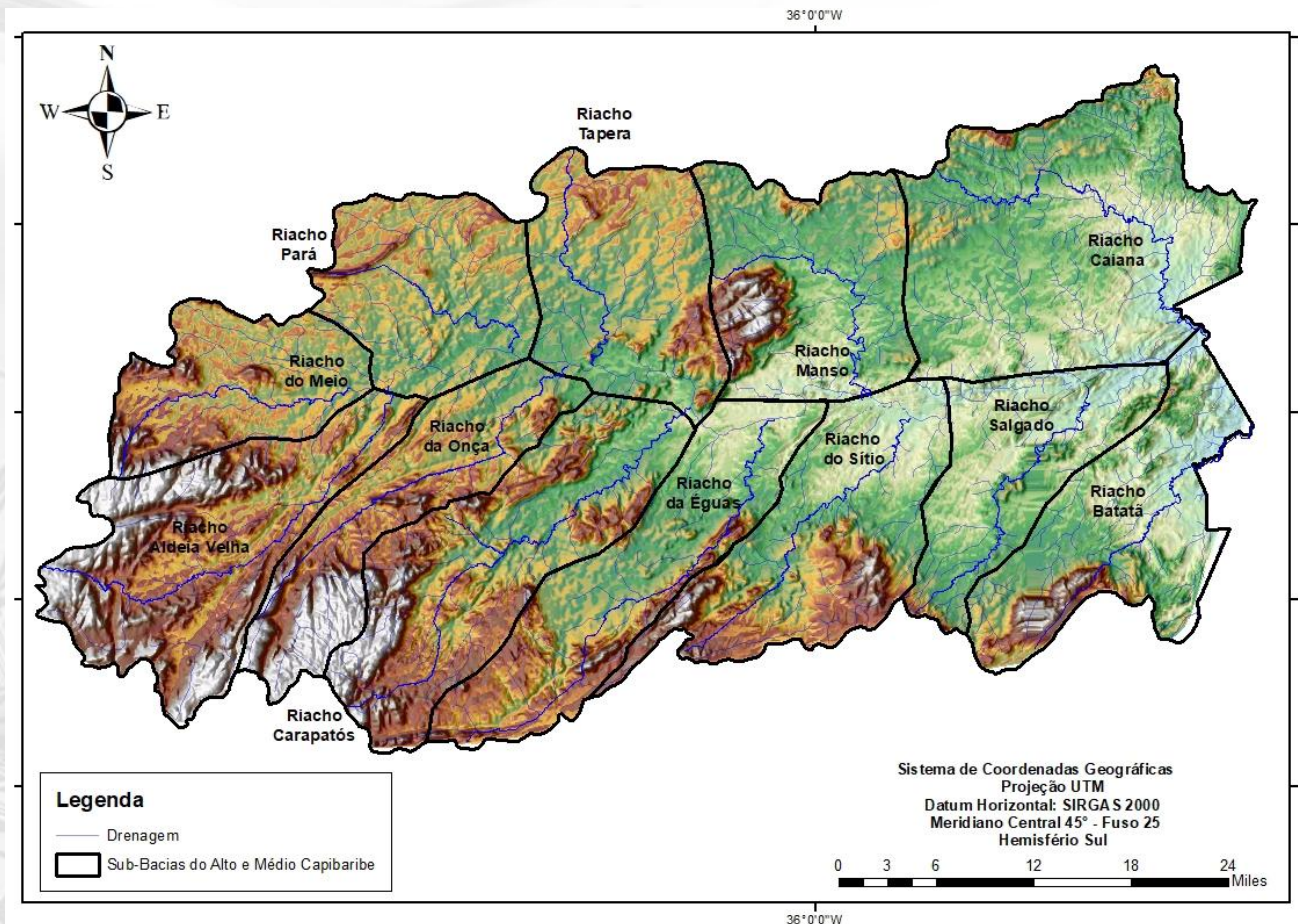 36°0'0"W
N
W
E
S
Riacho
Tapera
Riacho
Pará
Riacho
Caiana
Riacho
do Meio
Riacho
Manso
Riacho
da Onça
Riacho
Salgado
Riacho
do Sítio
Riacho
da Éguas
Riacho
Batatã
Riacho
Aldeia Velha
Riacho
Carapatós
Legenda
Drenagem
Sub-Bacias do Alto e Médio Capibaribe
Sistema de Coordenadas Geográficas
Projeção UTM
Datum Horizontal: SIRGAS 2000
Meridiano Central 45° - Fuso 25
Hemisfério Sul
0 3 6 12 18 24
Miles
36°0'0"W